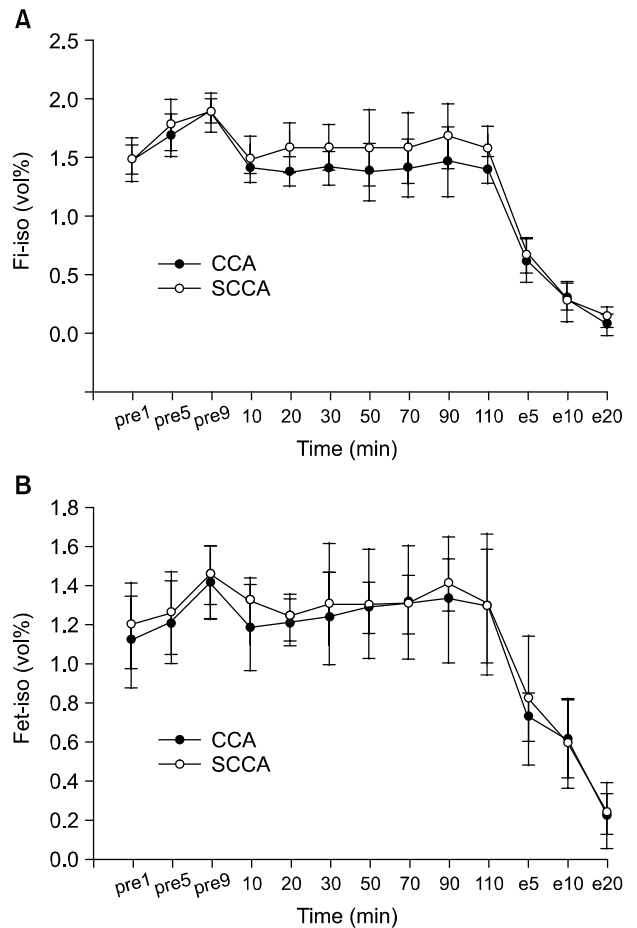 A
2.5
2.0
1.5
1.0
0.5
0.0
Fi-iso (vol%)
CCA
SCCA
pre1 pre5 pre9 10 20 30 50 70 90 110 e5 e10 e20
Time (min)
B
1.8
1.6
1.4
1.2
1.0
0.8
0.6
0.4
0.2
0.0
Fet-iso (vol%)
CCA
SCCA
pre1 pre5 pre9 10 20 30 50 70 90 110 e5 e10 e20
Time (min)